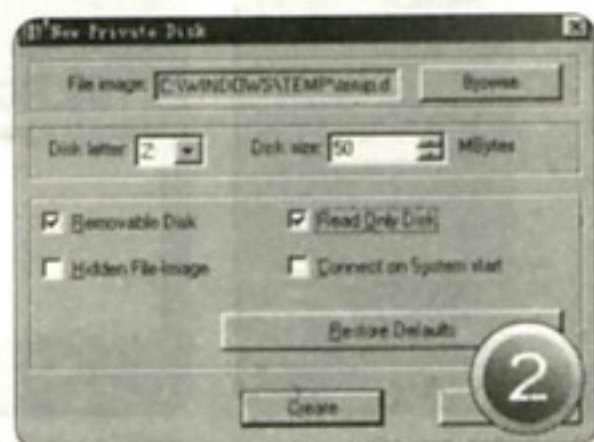 New Private Disk
File image: C:\WINDOWS\TEMP\temp.d Browse
Disk letter: Z: Disk size: 50 MBytes
Removable Disk Read Only Disk
Hidden File-Image Connect on System start
Restore Defaults
Create
2